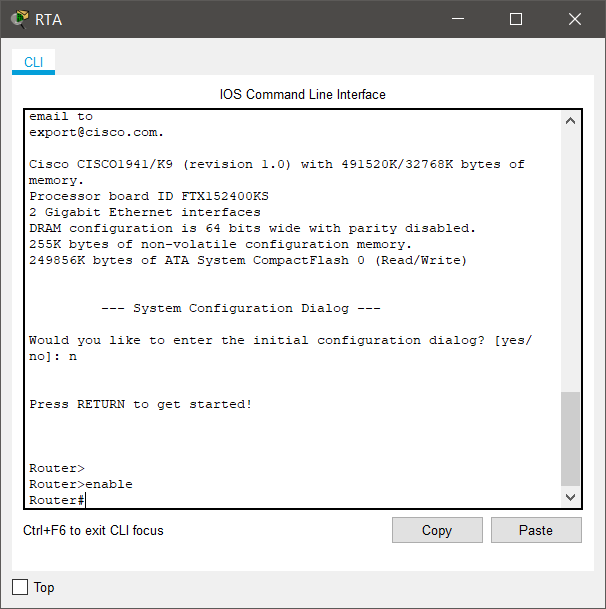 RTA
CLI
IOS Command Line Interface
email to
export@cisco.com.
Cisco CISCO1941/K9 (revision 1.0) with 491520K/32768K bytes of
memory.
Processor board ID FTX152400KS
2 Gigabit Ethernet interfaces
DRAM configuration is 64 bits wide with parity disabled.
255K bytes of non-volatile configuration memory.
249856K bytes of ATA System CompactFlash 0 (Read/Write)
--- System Configuration Dialog ---
Would you like to enter the initial configuration dialog? [yes/
no]: n
Press RETURN to get started!
Router>
Router>enable
Router#
Ctrl+F6 to exit CLI focus
Copy
Paste
Top